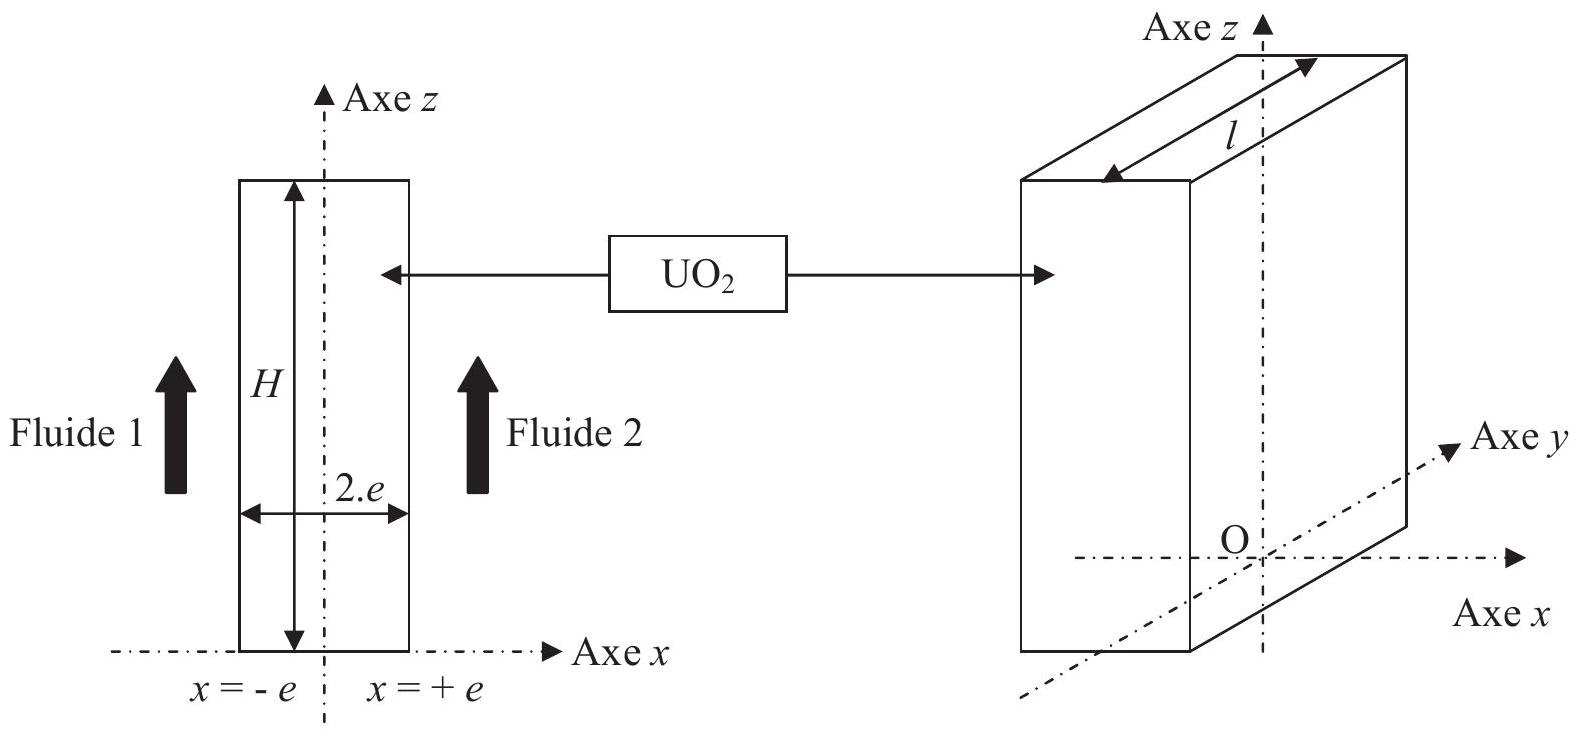 Axe z
Axe z
l
UO₂
H
Fluide 1
Fluide 2
Axe y
2.e
O
Axe x
Axe x
x = - e
x = + e